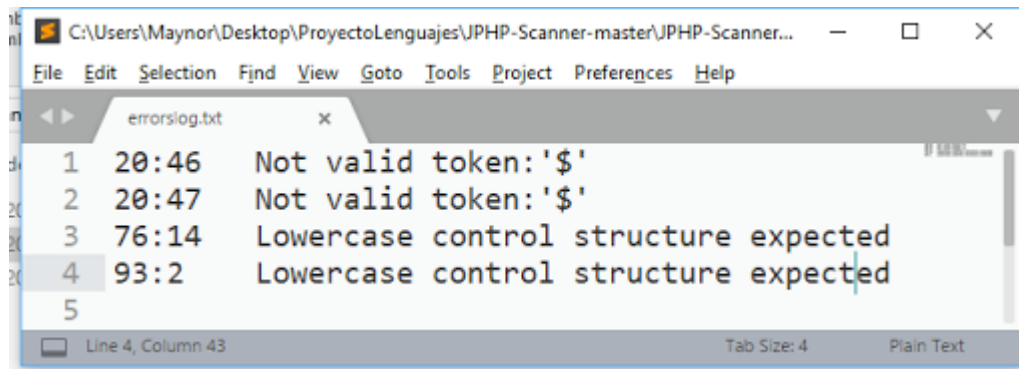 C:\Users\Maynor\Desktop\ProyectoLenguajes\JPHP-Scanner-master\JPHP-Scanner...
File Edit Selection Find View Goto Tools Project Preferences Help
errorslog.txt
1 20:46 Not valid token:'$'
2 20:47 Not valid token:'$'
3 76:14 Lowercase control structure expected
4 93:2 Lowercase control structure expected
5
Line 4, Column 43 Tab Size: 4 Plain Text